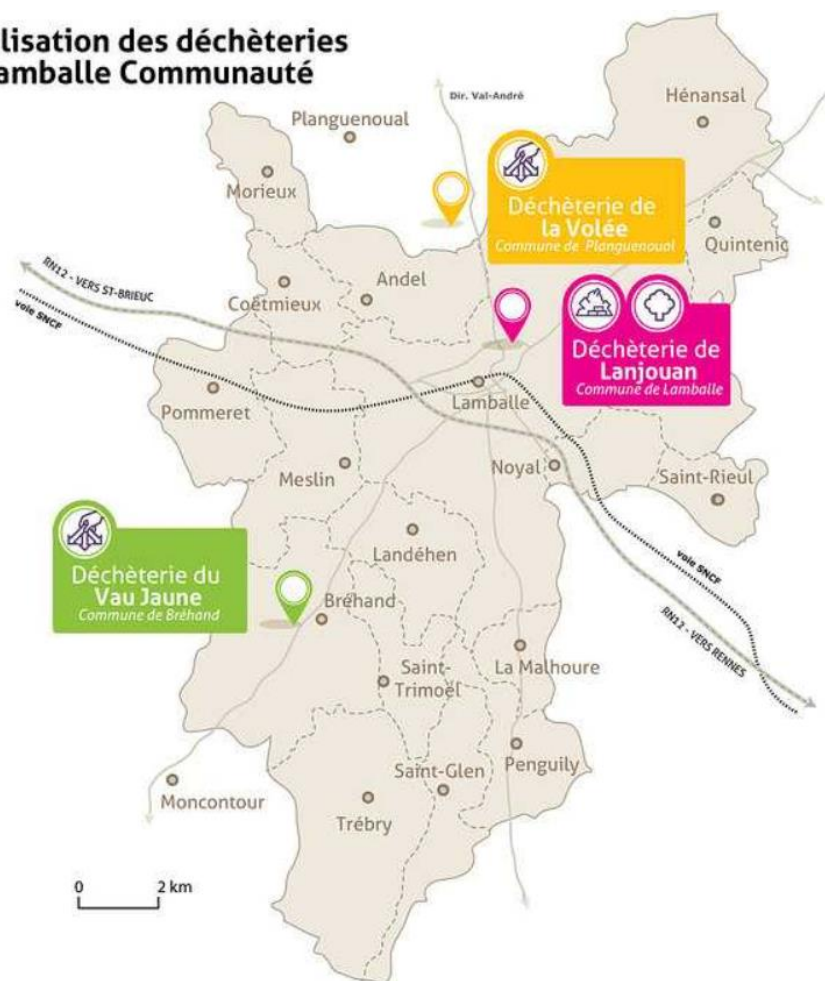 lisation des déchèteries
amballe Communauté
Dir. Val-André
Hénansal
Planguenoual
Morieux
Déchèterie de
la Volée
Commune de Planguenoual
Quintenic
RN12 - VERS ST-BRIEUC
voie SNCF
Coëtmieux
Andel
Déchèterie de
Lanjouan
Commune de Lamballe
Pommeret
Lamballe
Meslin
Noyal
Saint-Rieul
Landéhen
Déchèterie du
Vau Jaune
Commune de Bréhand
Bréhand
voie SNCF
RN12 - VERS RENNES
Saint-
Trimoël
La Malhoure
Moncontour
Saint-Glen
Penguily
Trébry
0 2 km